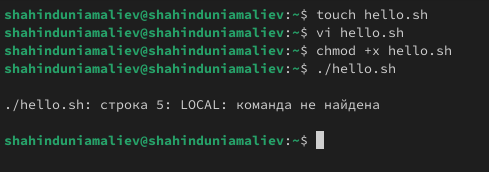 shahinduniamaliev@shahinduniamaliev:~$ touch hello.sh
shahinduniamaliev@shahinduniamaliev:~$ vi hello.sh
shahinduniamaliev@shahinduniamaliev:~$ chmod +x hello.sh
shahinduniamaliev@shahinduniamaliev:~$ ./hello.sh
./hello.sh: строка 5: LOCAL: команда не найдена
shahinduniamaliev@shahinduniamaliev:~$